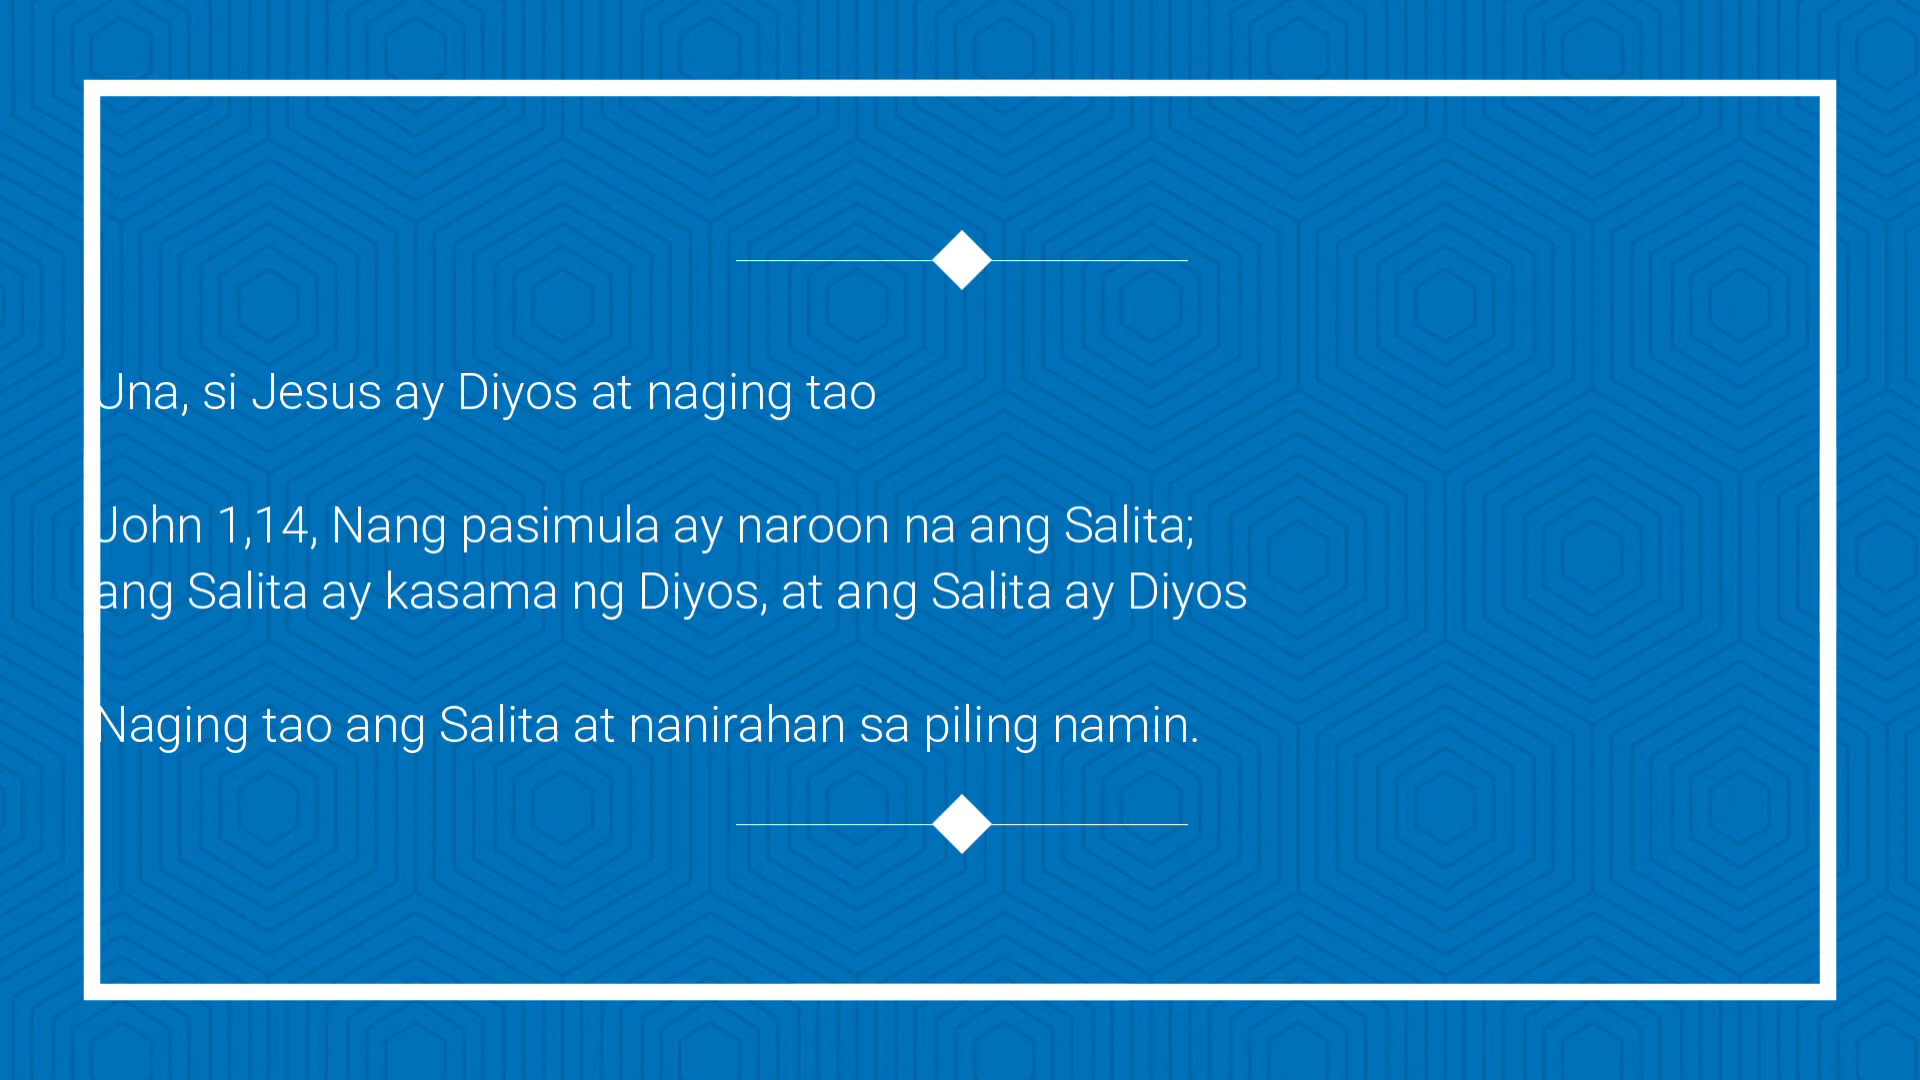 Una, si Jesus ay Diyos at naging tao
John 1,14, Nang pasimula ay naroon na ang Salita;
ang Salita ay kasama ng Diyos, at ang Salita ay Diyos
Naging tao ang Salita at nanirahan sa piling namin.